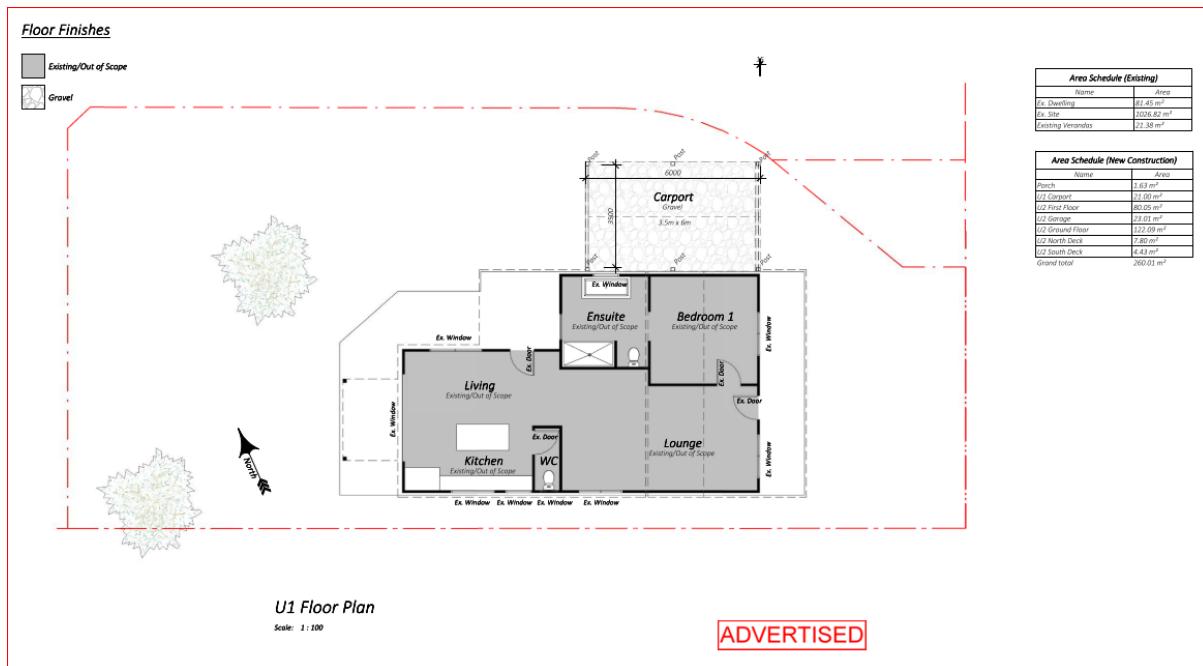 Floor Finishes
Existing/Out of Scope
Gravel
Area Schedule (Existing)
Name Area
Ex. Dwelling 81.45 m²
Ex. Site 1026.82 m²
Existing Verandas 21.38 m²
Area Schedule (New Construction)
Name Area
Porch 1.63 m²
U1 Carport 21.00 m²
U2 First Floor 80.05 m²
U2 Garage 23.01 m²
U2 Ground Floor 122.09 m²
U2 North Deck 7.80 m²
U2 South Deck 4.43 m²
Grand total 260.01 m²
Post Post Post
6000
Carport
Gravel
3500
3.5m x 6m
Post Post Post
Ex. Window
Ensuite
Existing/Out of Scope
Bedroom 1
Existing/Out of Scope
Ex. Window
Ex. Window
Ex. Door
Ex. Door
Living
Existing/Out of Scope
Ex. Door
Ex. Window
Ex. Door
Lounge
Existing/Out of Scope
Kitchen
Existing/Out of Scope
WC
Ex. Window
Ex. Window Ex. Window Ex. Window Ex. Window
North
U1 Floor Plan
Scale: 1 : 100
ADVERTISED